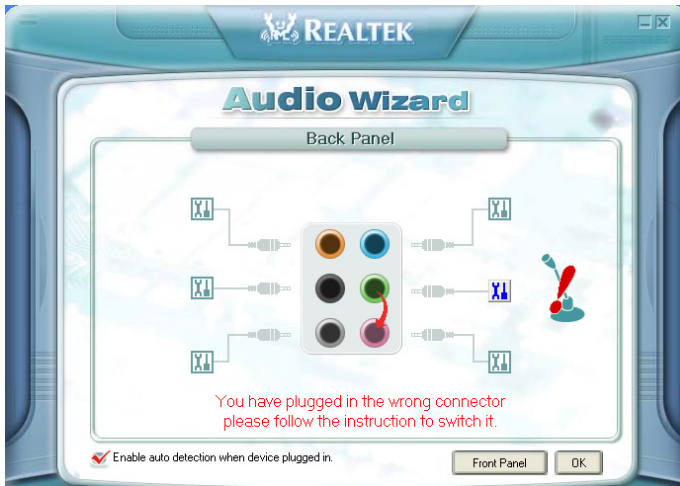 REALTEK
Audio Wizard
Back Panel
You have plugged in the wrong connector
please follow the instruction to switch it.
Enable auto detection when device plugged in.
Front Panel
OK